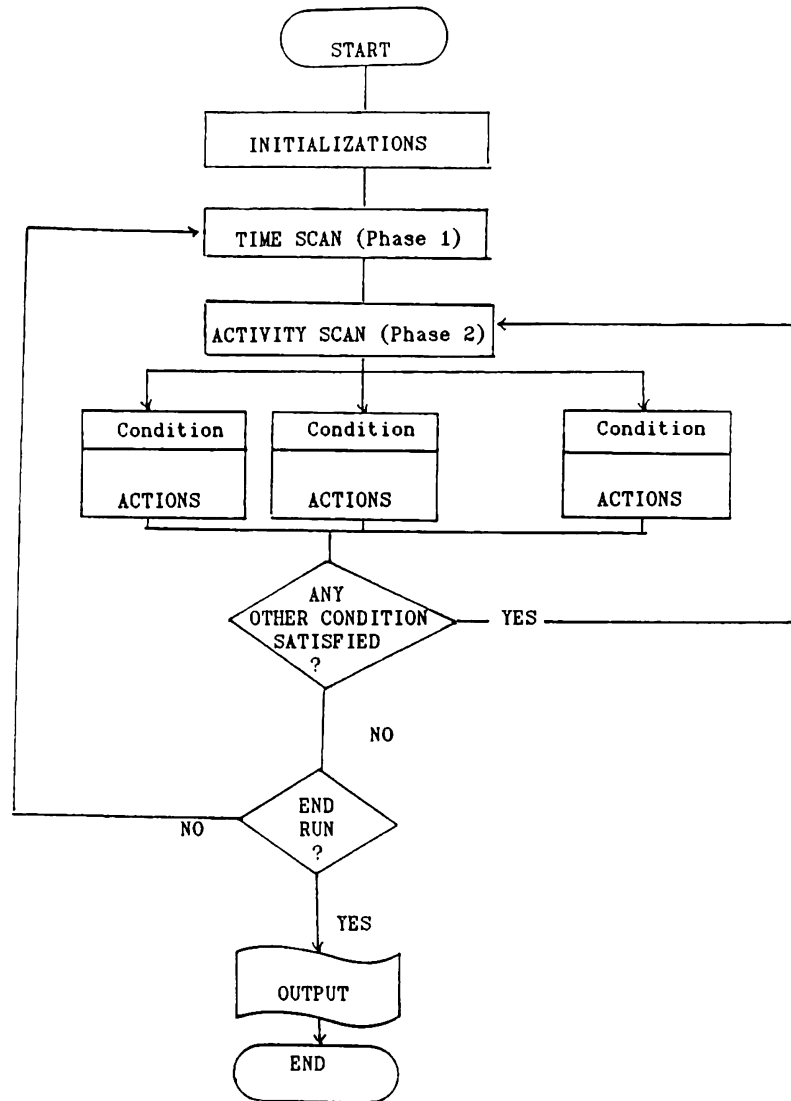 START
INITIALIZATIONS
TIME SCAN (Phase 1)
ACTIVITY SCAN (Phase 2)
Condition
Condition
Condition
ACTIONS
ACTIONS
ACTIONS
ANY
OTHER CONDITION
SATISFIED
?
YES
NO
END
RUN
?
NO
YES
OUTPUT
END